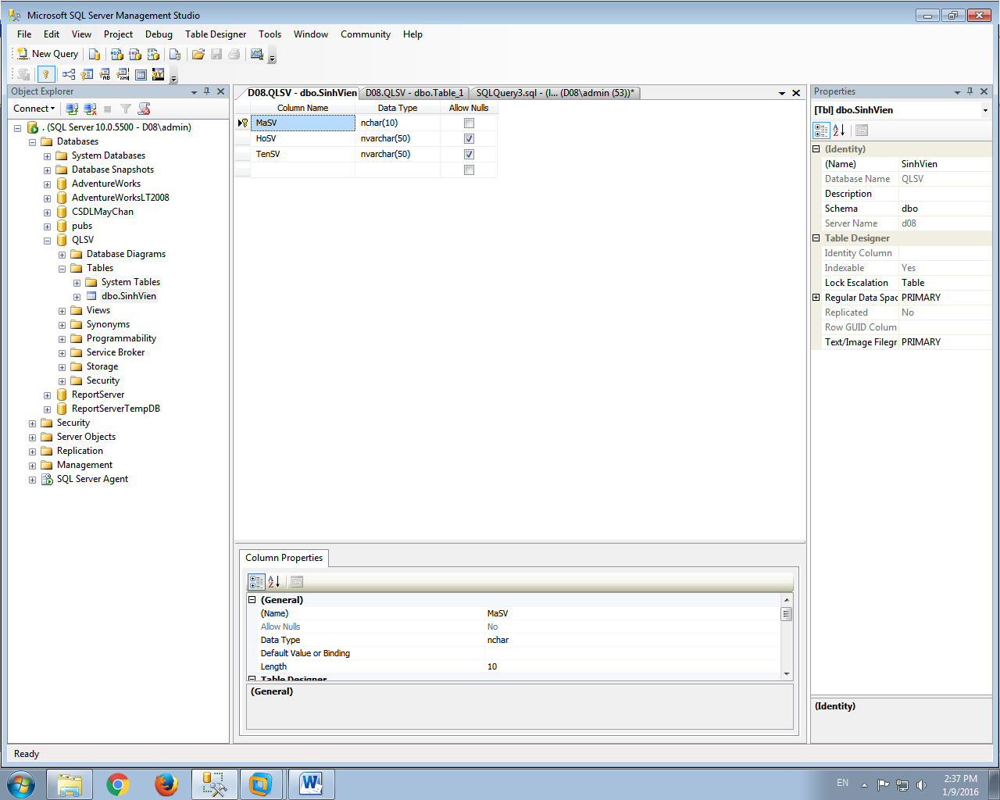 Microsoft SQL Server Management Studio
File Edit View Project Debug Table Designer Tools Window Community Help
New Query
Object Explorer
Connect
. (SQL Server 10.0.5500 - D08\admin)
Databases
System Databases
Database Snapshots
AdventureWorks
AdventureWorksLT2008
CSDLMayChan
pubs
QLSV
Database Diagrams
Tables
System Tables
dbo.SinhVien
Views
Synonyms
Programmability
Service Broker
Storage
Security
ReportServer
ReportServerTempDB
Security
Server Objects
Replication
Management
SQL Server Agent
D08.QLSV - dbo.SinhVien D08.QLSV - dbo.Table_1 SQLQuery3.sql - (l... (D08\admin (53))*
Column Name Data Type Allow Nulls
MaSV nchar(10)
HoSV nvarchar(50)
TenSV nvarchar(50)
Column Properties
(General)
(Name) MaSV
Allow Nulls No
Data Type nchar
Default Value or Binding
Length 10
Table Designer
(General)
Properties
[Tbl] dbo.SinhVien
(Identity)
(Name) SinhVien
Database Name QLSV
Description
Schema dbo
Server Name d08
Table Designer
Identity Column
Indexable Yes
Lock Escalation Table
Regular Data Spac PRIMARY
Replicated No
Row GUID Colum
Text/Image Filegr PRIMARY
(Identity)
Ready
EN
2:37 PM
1/9/2016